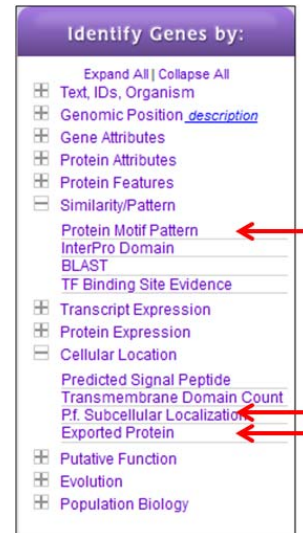 Identify Genes by:
Expand All | Collapse All
Text, IDs, Organism
Genomic Position description
Gene Attributes
Protein Attributes
Protein Features
Similarity/Pattern
Protein Motif Pattern
InterPro Domain
BLAST
TF Binding Site Evidence
Transcript Expression
Protein Expression
Cellular Location
Predicted Signal Peptide
Transmembrane Domain Count
P.f. Subcellular Localization
Exported Protein
Putative Function
Evolution
Population Biology